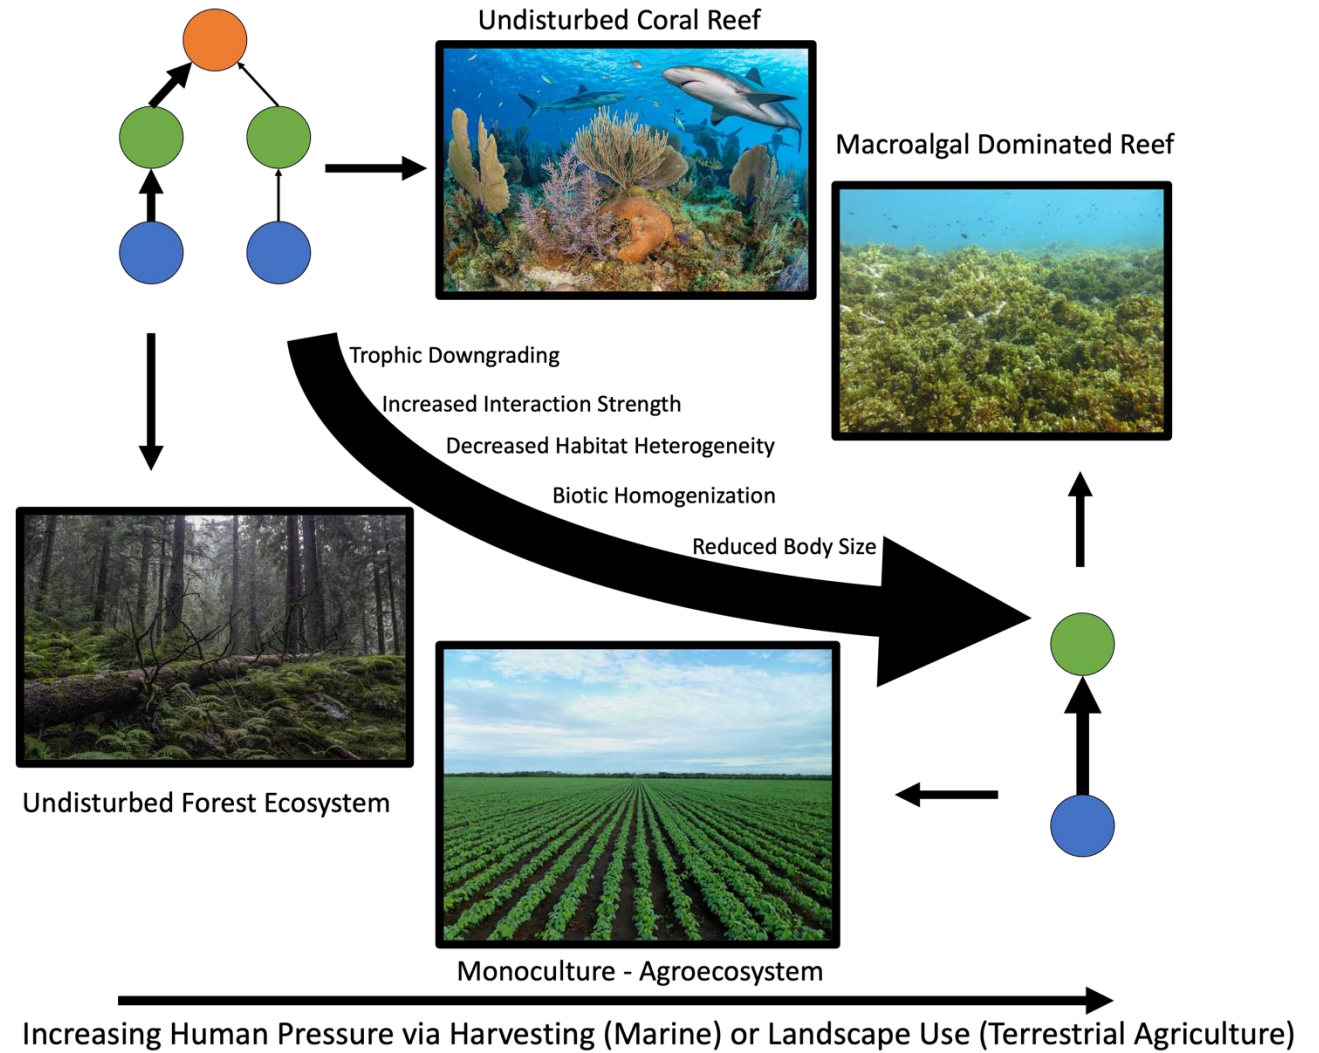 Undisturbed Coral Reef
Macroalgal Dominated Reef
Trophic Downgrading
Increased Interaction Strength
Decreased Habitat Heterogeneity
Biotic Homogenization
Reduced Body Size
Undisturbed Forest Ecosystem
Monoculture - Agroecosystem
Increasing Human Pressure via Harvesting (Marine) or Landscape Use (Terrestrial Agriculture)